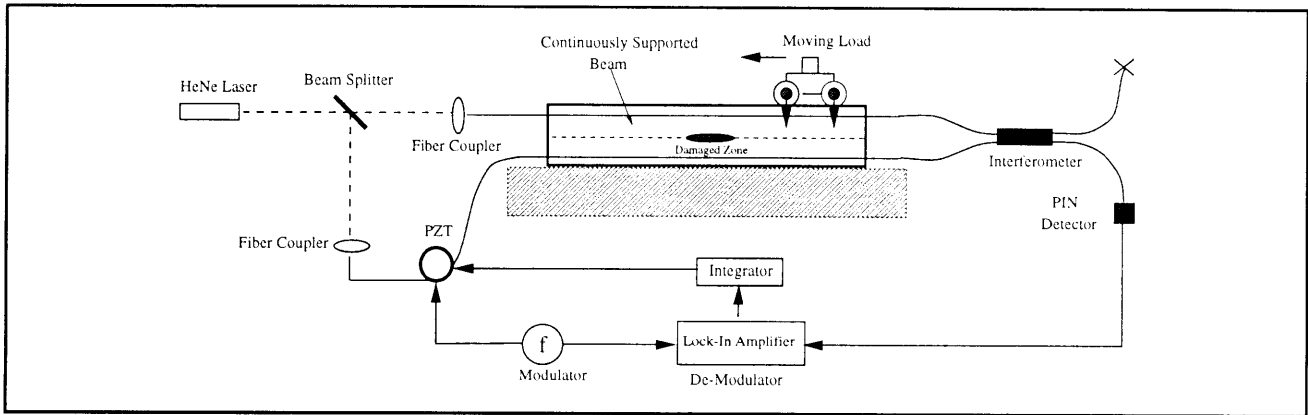 Continuously Supported
Beam
Moving Load
HeNe Laser
Beam Splitter
Fiber Coupler
Damaged Zone
Interferometer
PIN
Detector
Fiber Coupler
PZT
Integrator
f
Modulator
Lock-In Amplifier
De-Modulator